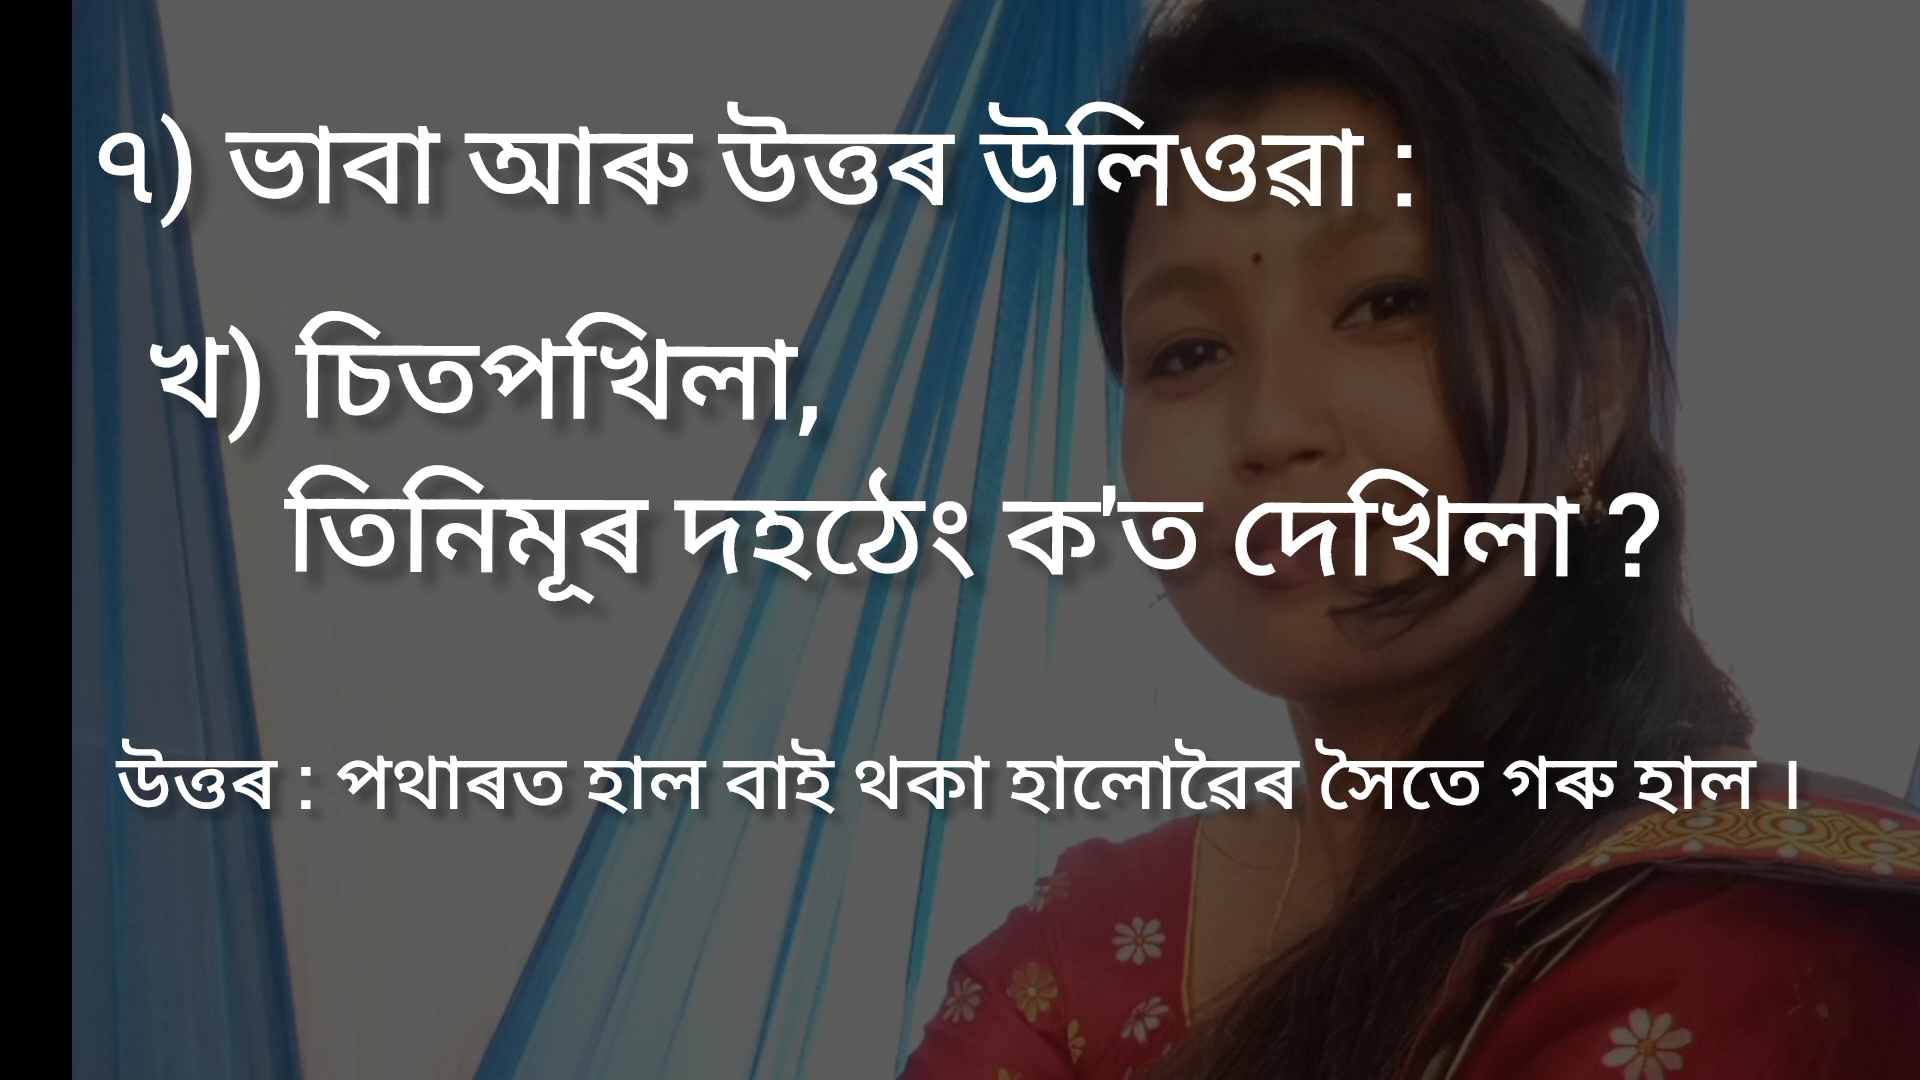 ৭) ভাবা আৰু উত্তৰ উলিওৱা :
খ) চিতপখিলা,
তিনিমূৰ দহঠেং ক'ত দেখিলা ?
উত্তৰ : পথাৰত হাল বাই থকা হালোৱৈৰ সৈতে গৰু হাল ।